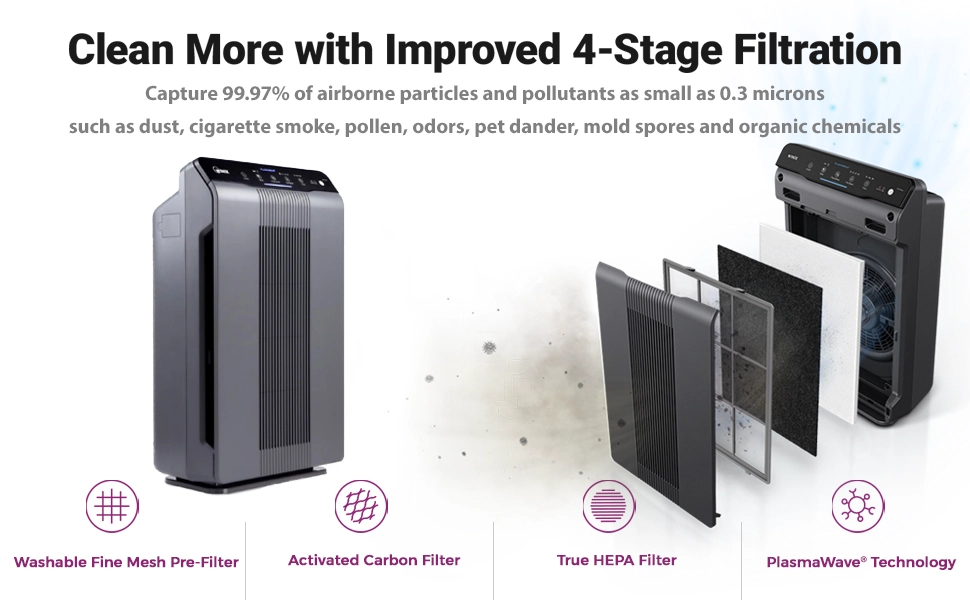 Clean More with Improved 4-Stage Filtration
Capture 99.97% of airborne particles and pollutants as small as 0.3 microns
such as dust, cigarette smoke, pollen, odors, pet dander, mold spores and organic chemicals
WINIX
WINIX
Washable Fine Mesh Pre-Filter
Activated Carbon Filter
True HEPA Filter
PlasmaWave® Technology